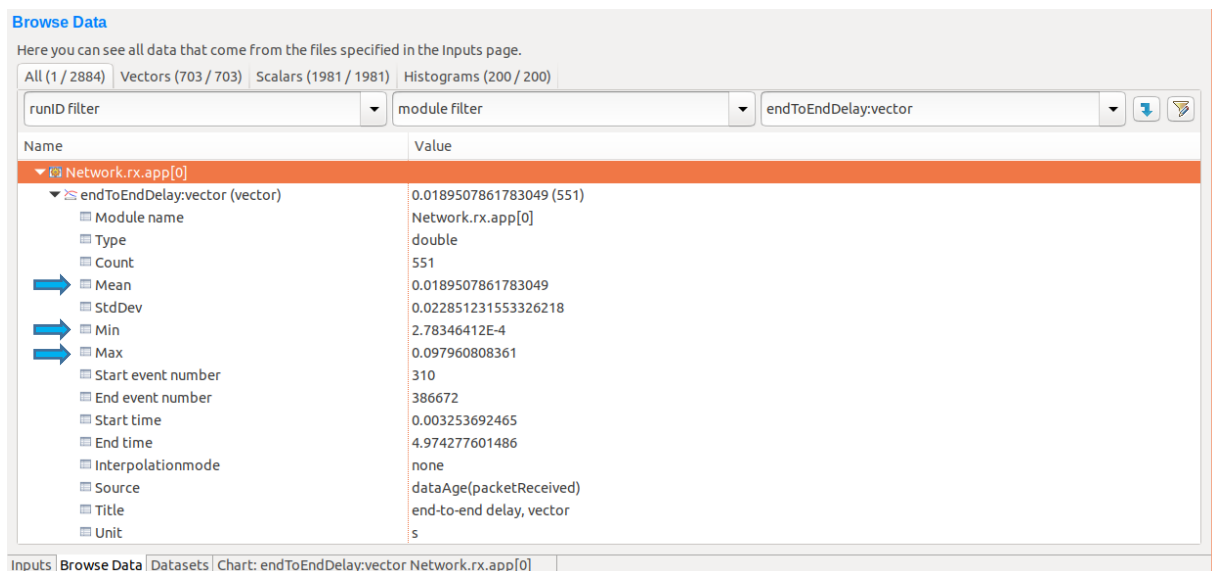 Browse Data
Here you can see all data that come from the files specified in the Inputs page.
All (1 / 2884) Vectors (703 / 703) Scalars (1981 / 1981) Histograms (200 / 200)
runID filter module filter endToEndDelay:vector
Name Value
Network.rx.app[0]
endToEndDelay:vector (vector) 0.0189507861783049 (551)
Module name Network.rx.app[0]
Type double
Count 551
Mean 0.0189507861783049
StdDev 0.022851231553326218
Min 2.78346412E-4
Max 0.097960808361
Start event number 310
End event number 386672
Start time 0.003253692465
End time 4.974277601486
Interpolationmode none
Source dataAge(packetReceived)
Title end-to-end delay, vector
Unit s
Inputs Browse Data Datasets Chart: endToEndDelay:vector Network.rx.app[0]